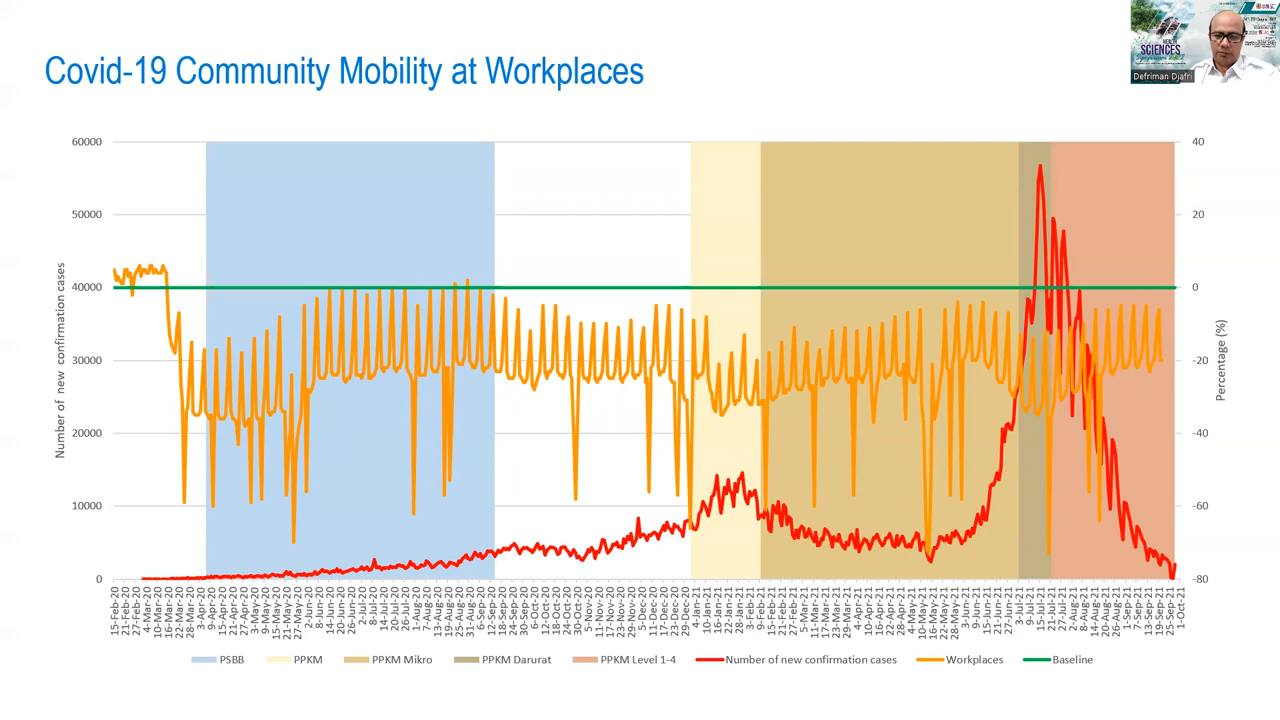 Covid-19 Community Mobility at Workplaces
HEALTH
SCIENCES
Defriman Djafri
Number of new confirmation cases
60000
50000
40000
30000
20000
10000
0
40
20
0
-20
-40
-60
-80
Percentage (%)
15-Feb-20
21-Feb-20
27-Feb-20
4-Mar-20
10-Mar-20
16-Mar-20
22-Mar-20
28-Mar-20
3-Apr-20
9-Apr-20
15-Apr-20
21-Apr-20
27-Apr-20
3-May-20
9-May-20
15-May-20
21-May-20
27-May-20
2-Jun-20
8-Jun-20
14-Jun-20
20-Jun-20
26-Jun-20
2-Jul-20
8-Jul-20
14-Jul-20
20-Jul-20
26-Jul-20
1-Aug-20
7-Aug-20
13-Aug-20
19-Aug-20
25-Aug-20
31-Aug-20
6-Sep-20
12-Sep-20
18-Sep-20
24-Sep-20
30-Sep-20
6-Oct-20
12-Oct-20
18-Oct-20
24-Oct-20
30-Oct-20
5-Nov-20
11-Nov-20
17-Nov-20
23-Nov-20
29-Nov-20
5-Dec-20
11-Dec-20
17-Dec-20
23-Dec-20
29-Dec-20
4-Jan-21
10-Jan-21
16-Jan-21
22-Jan-21
28-Jan-21
3-Feb-21
9-Feb-21
15-Feb-21
21-Feb-21
27-Feb-21
5-Mar-21
11-Mar-21
17-Mar-21
23-Mar-21
29-Mar-21
4-Apr-21
10-Apr-21
16-Apr-21
22-Apr-21
28-Apr-21
4-May-21
10-May-21
16-May-21
22-May-21
28-May-21
3-Jun-21
9-Jun-21
15-Jun-21
21-Jun-21
27-Jun-21
3-Jul-21
9-Jul-21
15-Jul-21
21-Jul-21
27-Jul-21
2-Aug-21
8-Aug-21
14-Aug-21
20-Aug-21
26-Aug-21
1-Sep-21
7-Sep-21
13-Sep-21
19-Sep-21
25-Sep-21
1-Oct-21
PSBB
PPKM
PPKM Mikro
PPKM Darurat
PPKM Level 1-4
Number of new confirmation cases
Workplaces
Baseline